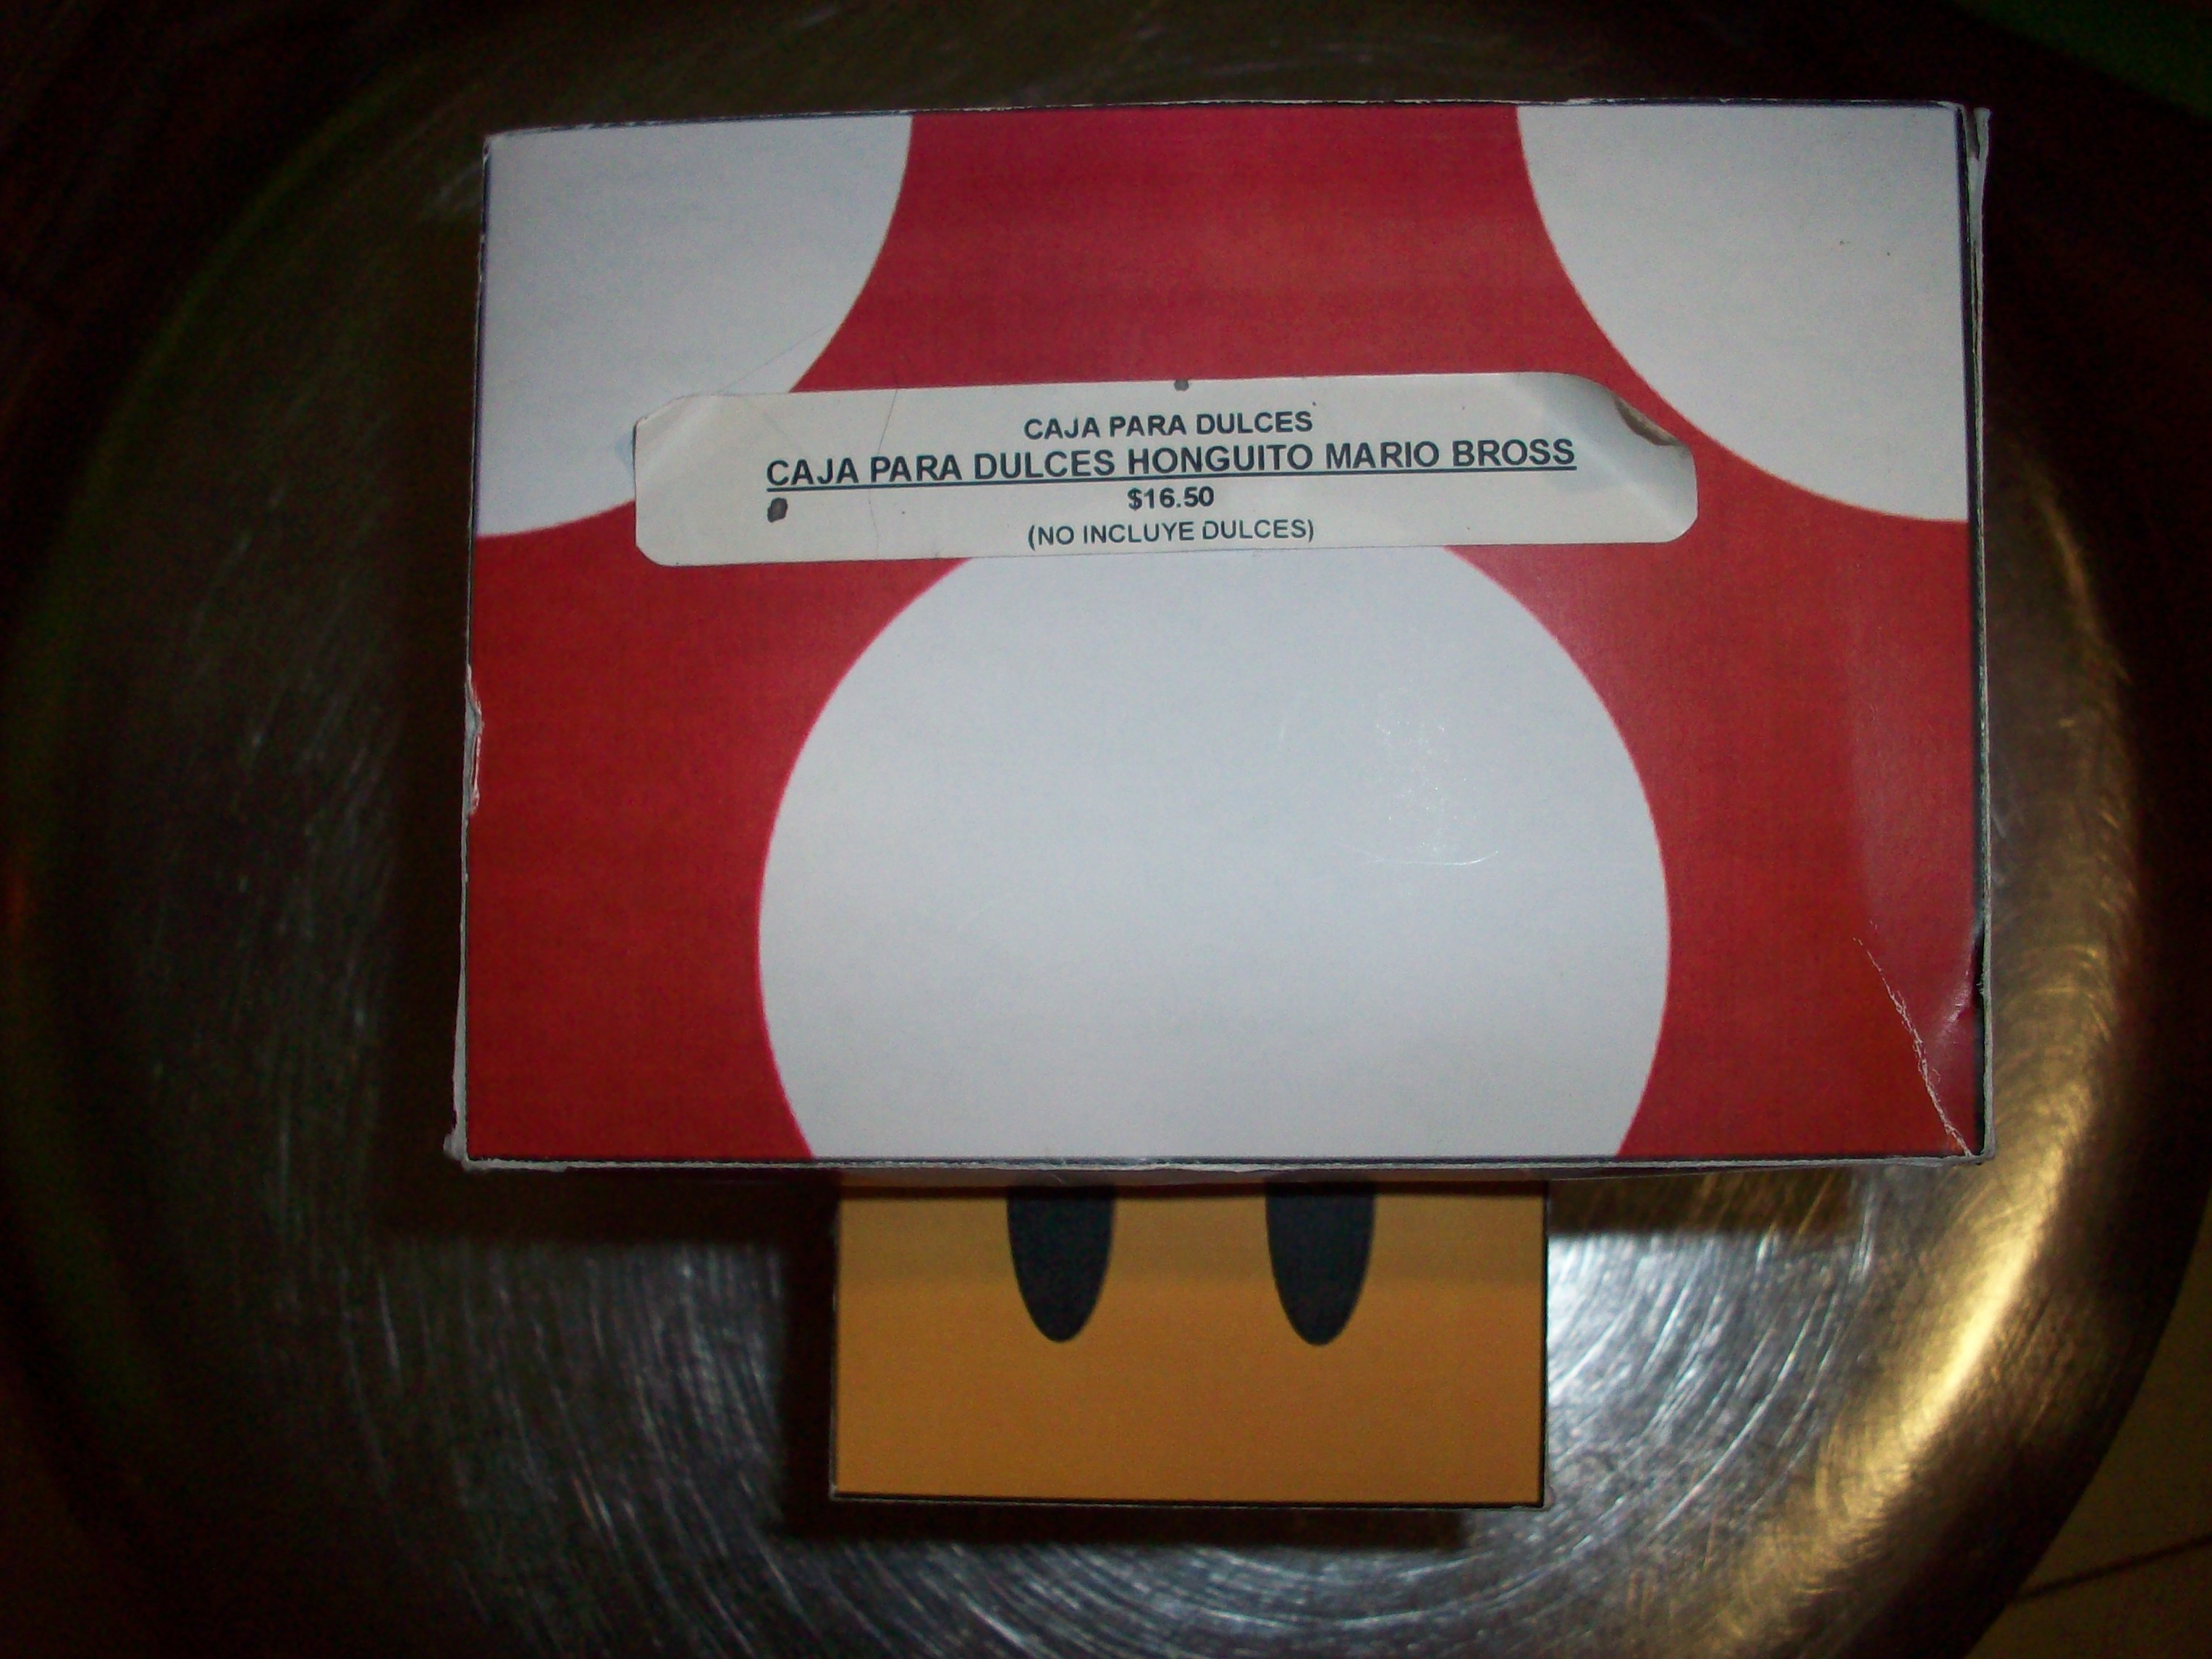 CAJA PARA DULCES
CAJA PARA DULCES HONGUITO MARIO BROSS
$16.50
(NO INCLUYE DULCES)